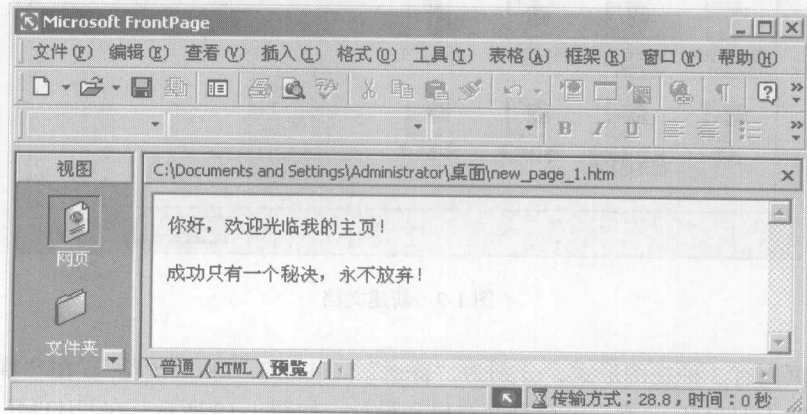 Microsoft FrontPage
文件(F) 编辑(E) 查看(V) 插入(I) 格式(O) 工具(T) 表格(A) 框架(R) 窗口(W) 帮助(H)
B I U
视图
C:\Documents and Settings\Administrator\桌面\new_page_1.htm
网页
你好，欢迎光临我的主页！
成功只有一个秘决，永不放弃！
文件夹
普通 HTML 预览
传输方式：28.8，时间：0秒